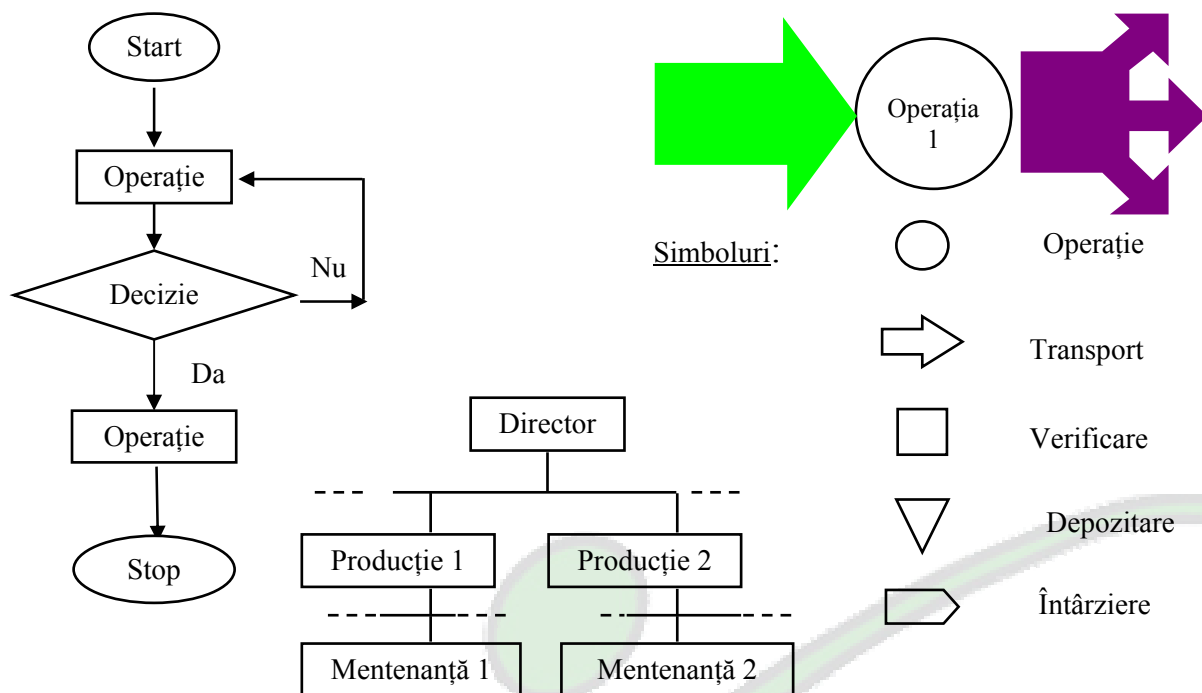 Start
Operație
Decizie
Nu
Da
Operație
Stop
Director
Producție 1
Producție 2
Mentenanță 1
Mentenanță 2
Operația
1
Simboluri:
Operație
Transport
Verificare
Depozitare
Întârziere